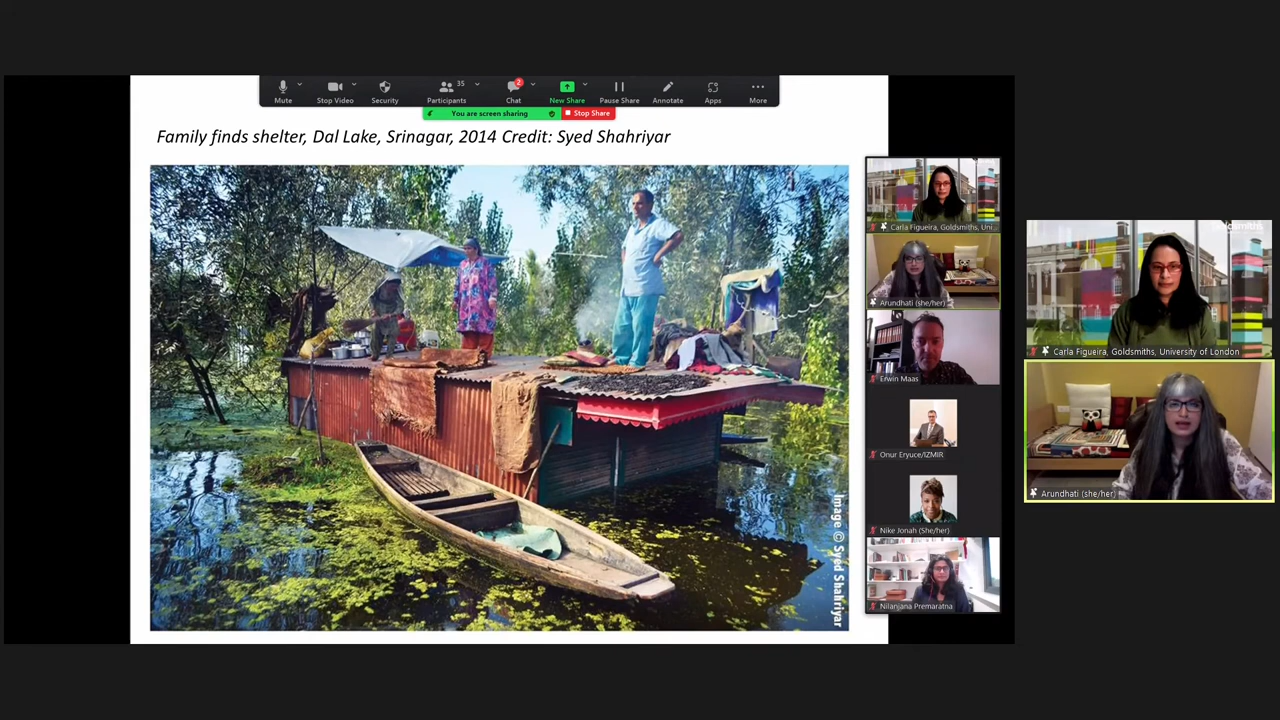 Mute
Stop Video
Security
Participants
35
Chat
2
New Share
Pause Share
Annotate
Apps
More
You are screen sharing
Stop Share
Family finds shelter, Dal Lake, Srinagar, 2014 Credit: Syed Shahriyar
Image © Syed Shahriyar
Carla Figueira, Goldsmiths, Uni...
Arundhati (she/her)
Erwin Maas
Onur Eryuce/IZMIR
Nike Jonah (She/her)
Nilanjana Premaratna
Carla Figueira, Goldsmiths, University of London
Arundhati (she/her)